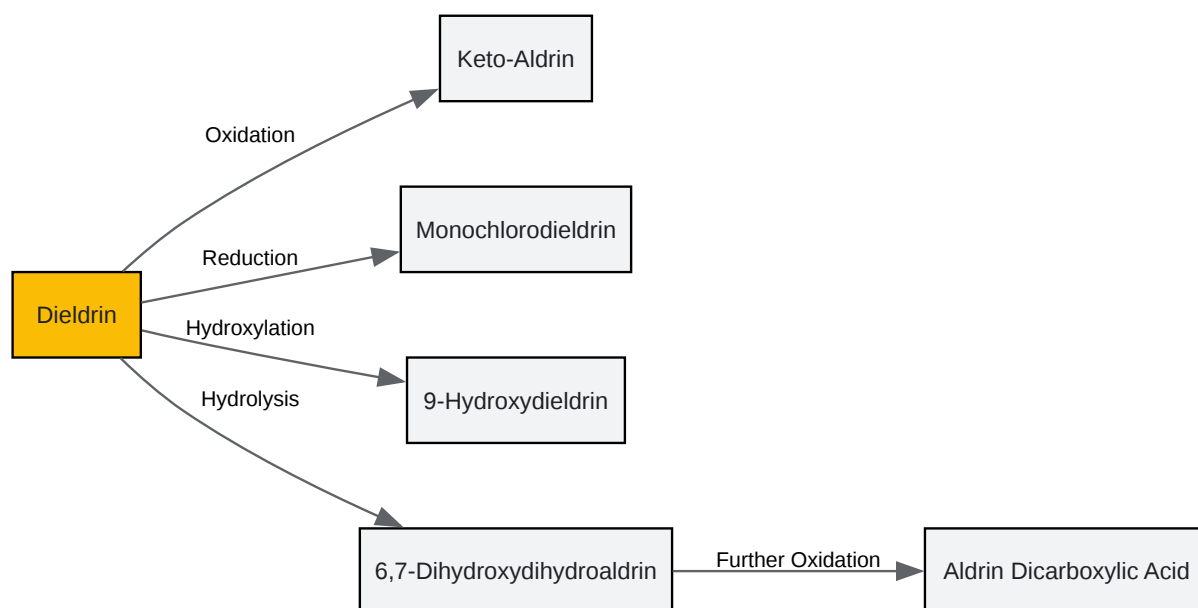 Keto-Aldrin
Oxidation
Monochlorodieldrin
Reduction
Dieldrin
Hydroxylation
9-Hydroxydieldrin
Hydrolysis
6,7-Dihydroxydihydroaldrin
Further Oxidation
Aldrin Dicarboxylic Acid